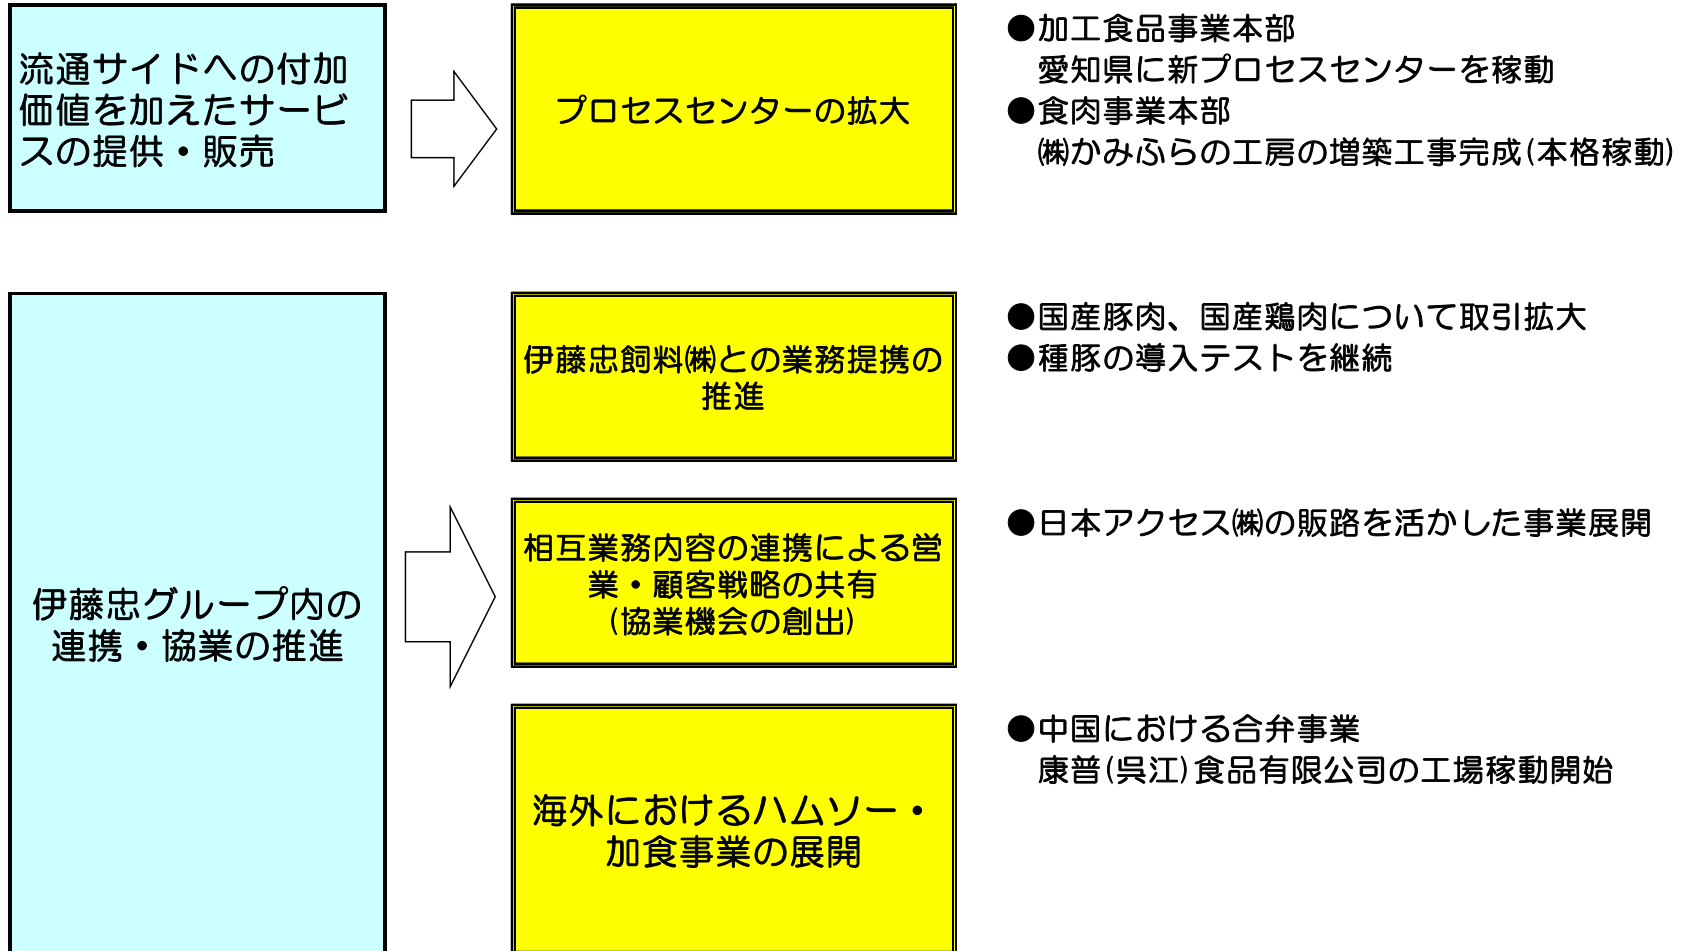 流通サイドへの付加
価値を加えたサービ
スの提供・販売
プロセスセンターの拡大
●加工食品事業本部
愛知県に新プロセスセンターを稼動
●食肉事業本部
㈱かみふらの工房の増築工事完成(本格稼動)
伊藤忠グループ内の
連携・協業の推進
伊藤忠飼料㈱との業務提携の
推進
●国産豚肉、国産鶏肉について取引拡大
●種豚の導入テストを継続
相互業務内容の連携による営
業・顧客戦略の共有
(協業機会の創出)
●日本アクセス㈱の販路を活かした事業展開
海外におけるハムソー・
加食事業の展開
●中国における合弁事業
康普(呉江)食品有限公司の工場稼動開始